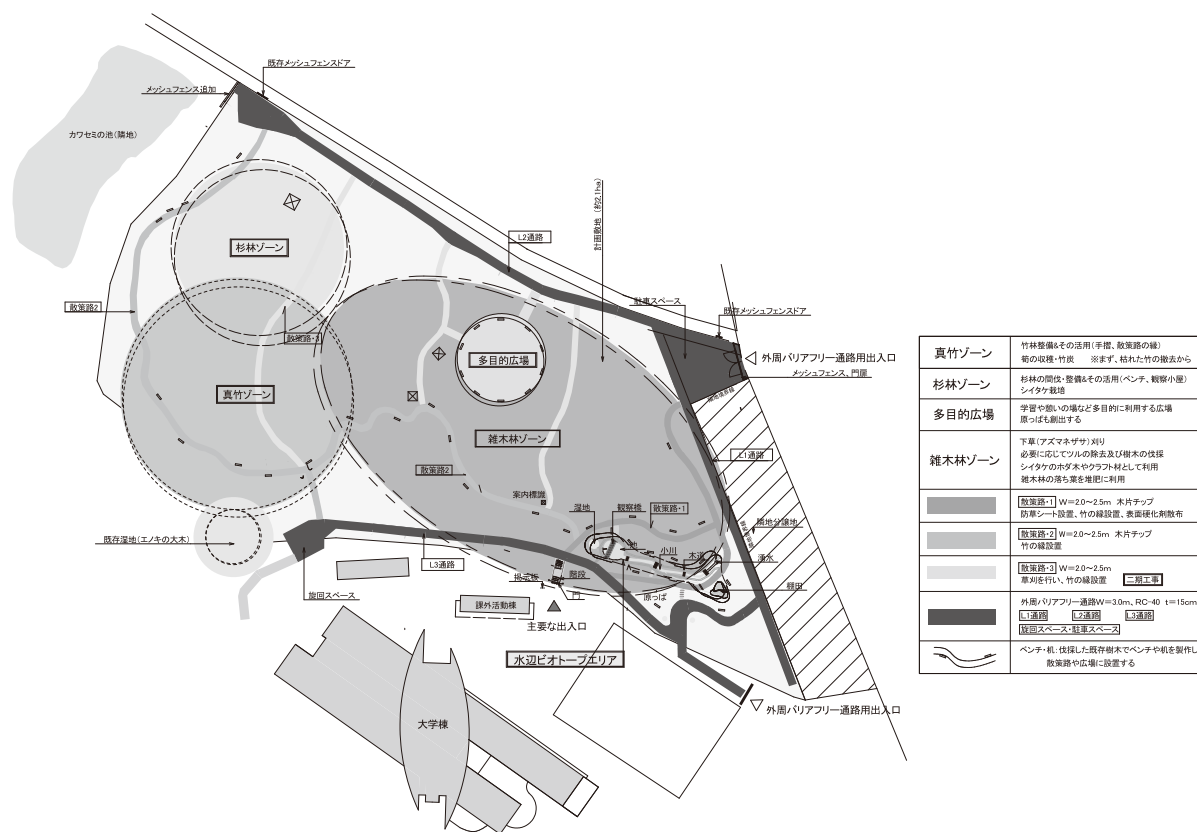 既存メッシュフェンスドア
メッシュフェンス追加
カワセミの池(隣地)
杉林ゾーン
L2通路
計画敷地 (約2.1ha)
駐車スペース
既存メッシュフェンスドア
散策路2
散策路・3
多目的広場
外周バリアフリー通路用出入口
メッシュフェンス、門扉
真竹ゾーン
雑木林ゾーン
L1通路
散策路2
案内標識
湿地
観察橋
散策路・1
隣地分譲地
既存湿地(エノキの大木)
池
小川
木道
湧水
L3通路
掲示板
階段
門
原っぱ
棚田
旋回スペース
課外活動棟
主要な出入口
水辺ビオトープエリア
大学棟
外周バリアフリー通路用出入口
真竹ゾーン
竹林整備&その活用(手摺、散策路の縁)
筍の収穫・竹炭 ※まず、枯れた竹の撤去から
杉林ゾーン
杉林の間伐・整備&その活用(ベンチ、観察小屋)
シイタケ栽培
多目的広場
学習や憩いの場など多目的に利用する広場
原っぱも創出する
雑木林ゾーン
下草(アズマネザサ)刈り
必要に応じてツルの除去及び樹木の伐採
シイタケのホダ木やクラフト材として利用
雑木林の落ち葉を堆肥に利用
散策路・1 W=2.0~2.5m 木片チップ
防草シート設置、竹の縁設置、表面硬化剤散布
散策路・2 W=2.0~2.5m 木片チップ
竹の縁設置
散策路・3 W=2.0~2.5m
草刈を行い、竹の縁設置 二期工事
外周バリアフリー通路W=3.0m、RC-40 t=15cm
L1通路 L2通路 L3通路
旋回スペース・駐車スペース
ベンチ・机:伐採した既存樹木でベンチや机を製作し
散策路や広場に設置する